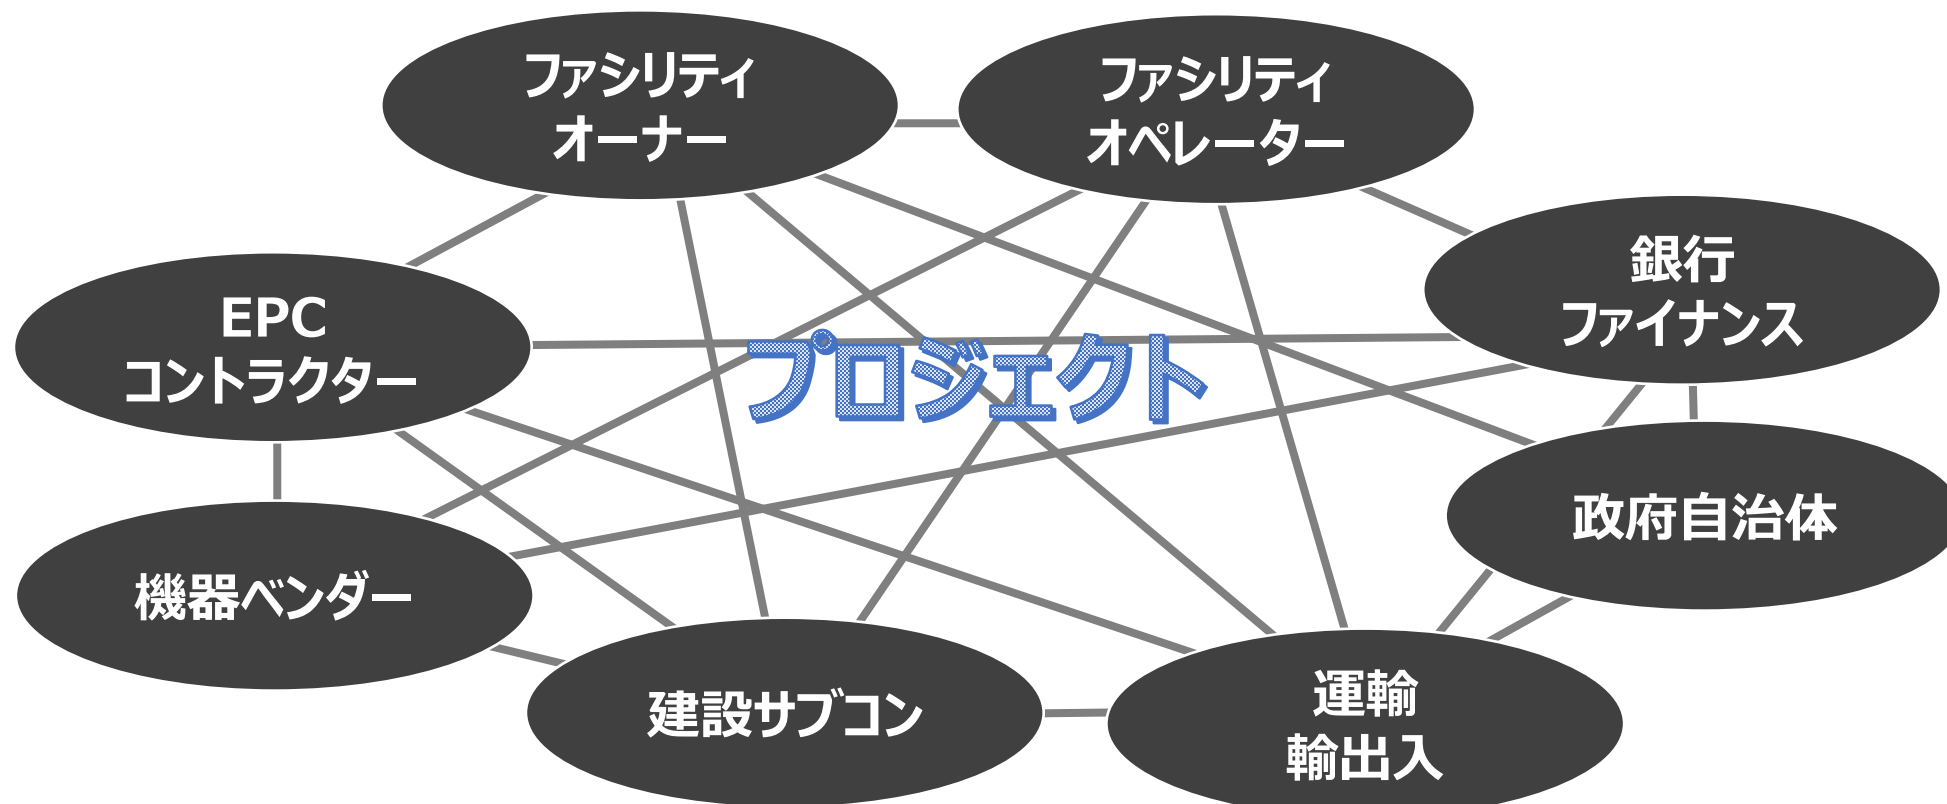 ファシリティ
オーナー
ファシリティ
オペレーター
銀行
ファイナンス
EPC
コントラクター
プロジェクト
政府自治体
機器ベンダー
建設サブコン
運輸
輸出入